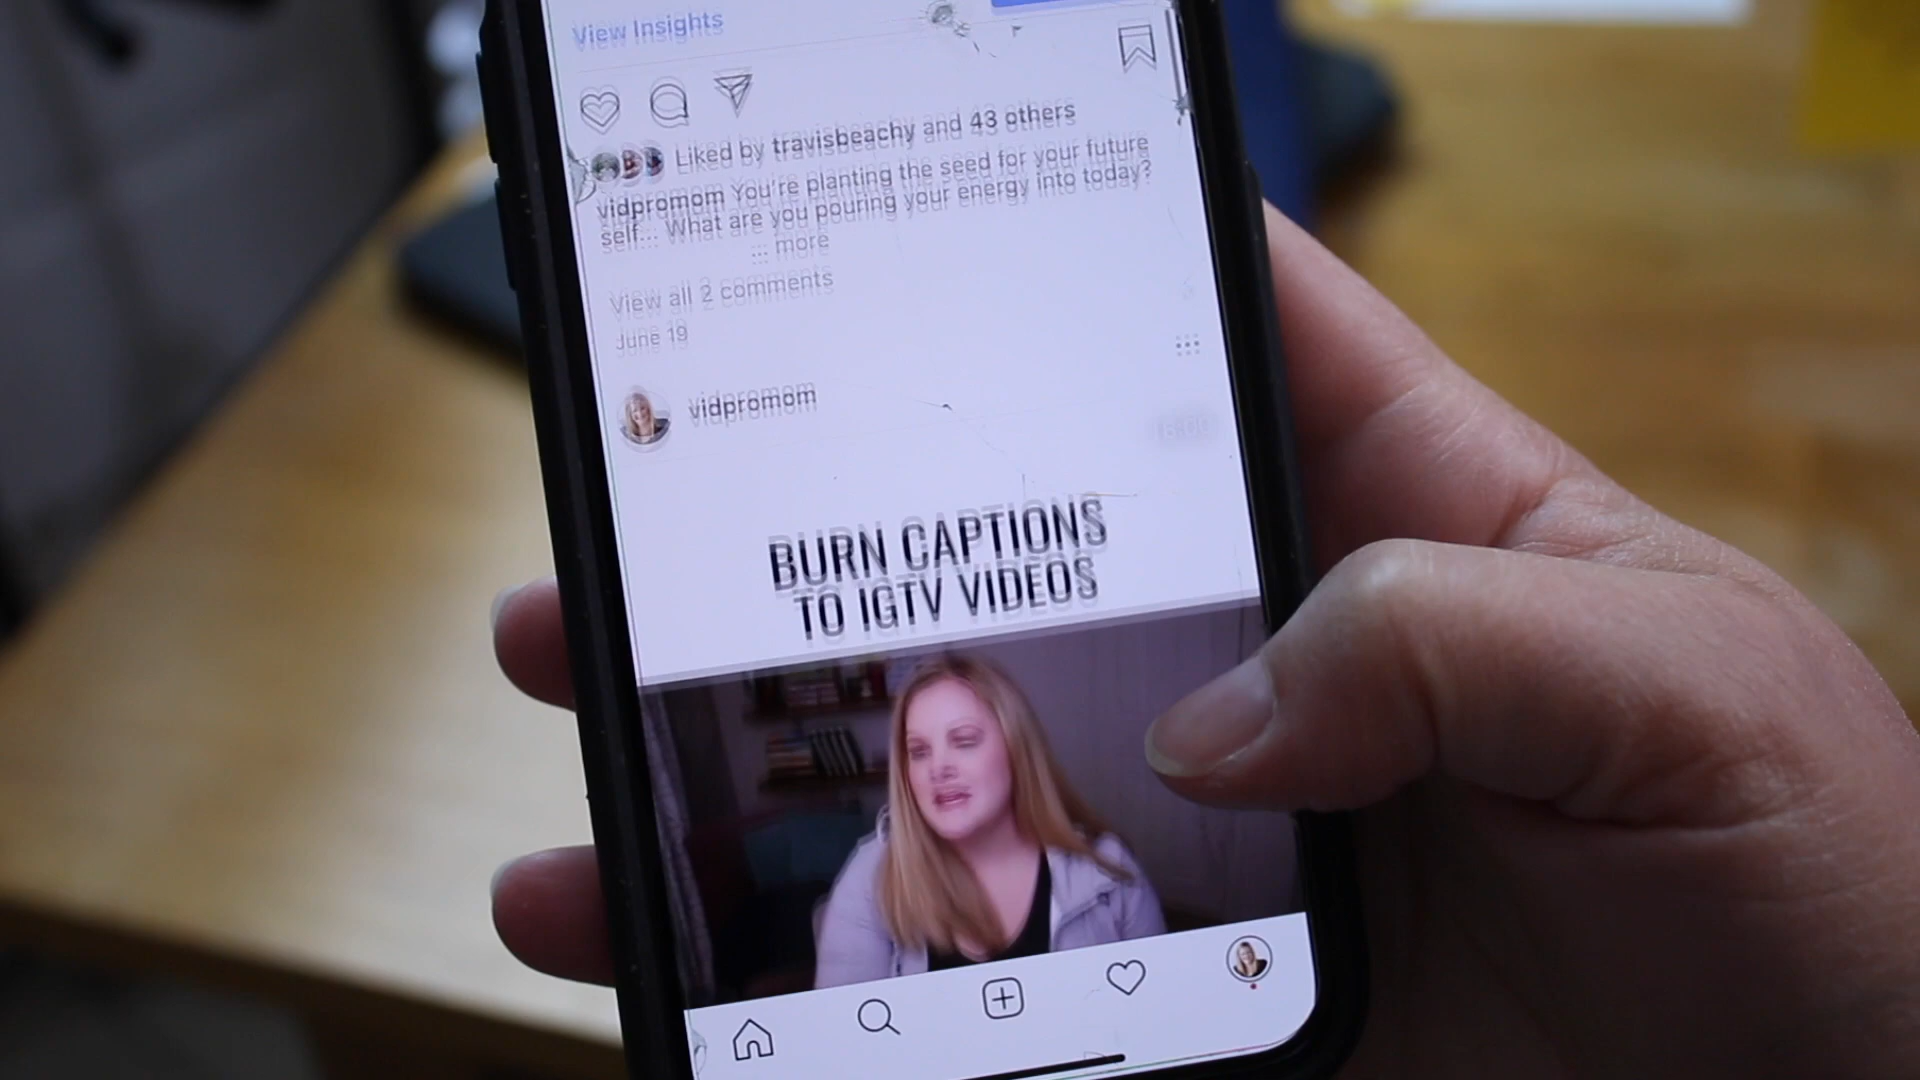 View Insights
Liked by travisbeachy and 43 others
vidpromom You're planting the seed for your future
self... What are you pouring your energy into today?
... more
View all 2 comments
June 19
vidpromom
BURN CAPTIONS
TO IGTV VIDEOS